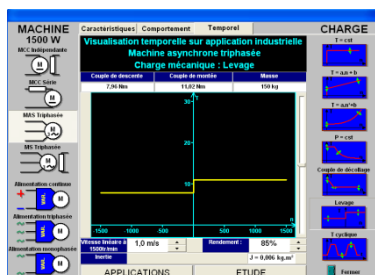 MACHINE
1500 W
MCC Indépendante
MCC Série
MAS Triphasée
MS Triphasée
Alimentation continue
Alimentation triphasée
Alimentation monophasée
Caractéristiques Comportement Temporel
Visualisation temporelle sur application industrielle
Machine asynchrone triphasée
Charge mécanique : Levage
Couple de descente Couple de montée Masse
7,96 Nm 11,02 Nm 150 kg
30
20
10
-1500 -1000 -500 500 1000 1500
Vitesse linéaire à
1500tr/min
1,0 m/s
Rendement : 85%
Inertie J = 0,006 kg.m²
APPLICATIONS ETUDE
CHARGE
T = cst
T = a.n + b
T = a.n²+b
P = cst
Couple de décollage
Levage
T cyclique
Fermer